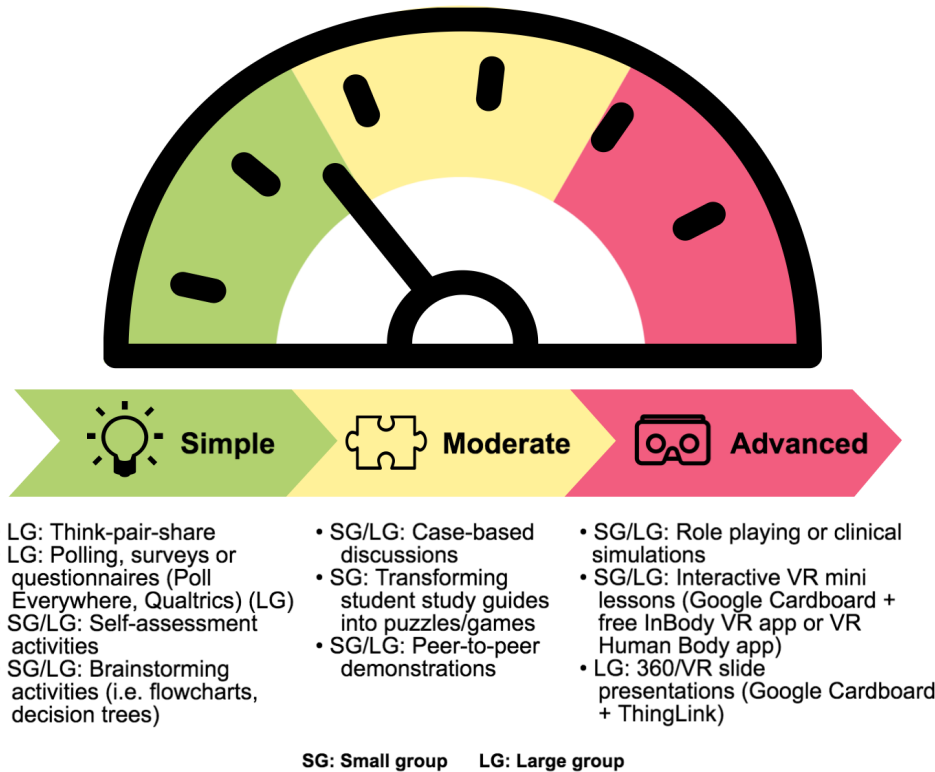 Simple
Moderate
Advanced
LG: Think-pair-share
LG: Polling, surveys or
questionnaires (Poll
Everywhere, Qualtrics) (LG)
SG/LG: Self-assessment
activities
SG/LG: Brainstorming
activities (i.e. flowcharts,
decision trees)
• SG/LG: Case-based
discussions
• SG: Transforming
student study guides
into puzzles/games
• SG/LG: Peer-to-peer
demonstrations
• SG/LG: Role playing or clinical
simulations
• SG/LG: Interactive VR mini
lessons (Google Cardboard +
free InBody VR app or VR
Human Body app)
• LG: 360/VR slide
presentations (Google Cardboard
+ ThingLink)
SG: Small group LG: Large group